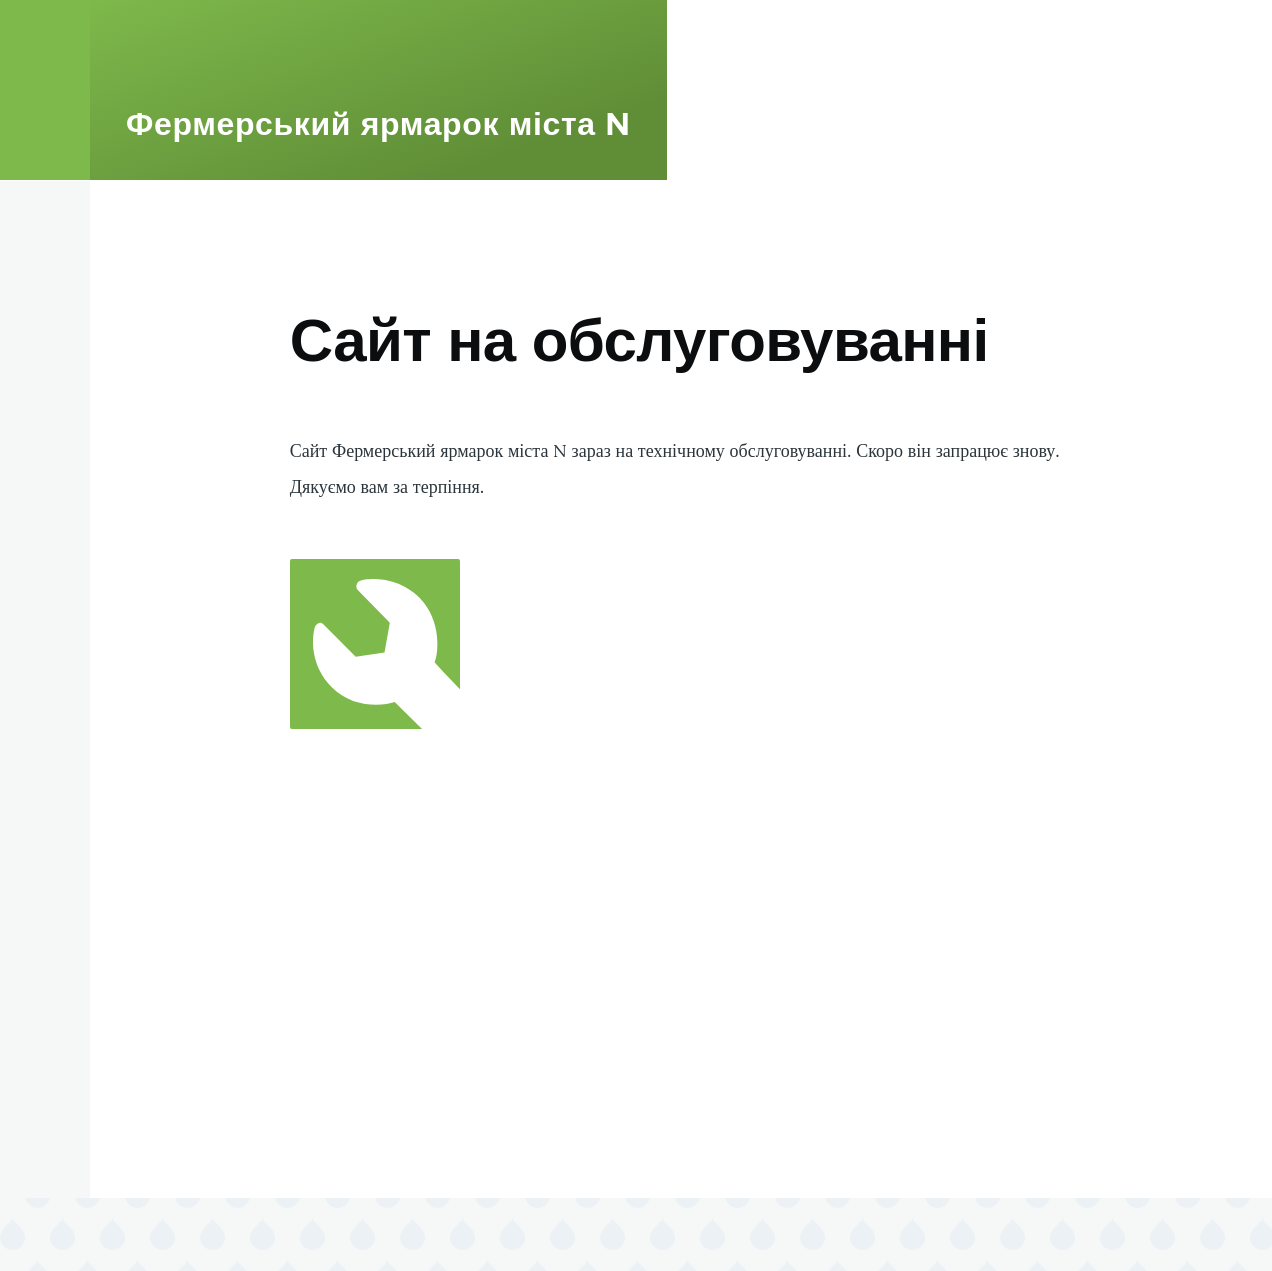 Фермерський ярмарок міста N
Сайт на обслуговуванні
Сайт Фермерський ярмарок міста N зараз на технічному обслуговуванні. Скоро він запрацює знову.
Дякуємо вам за терпіння.